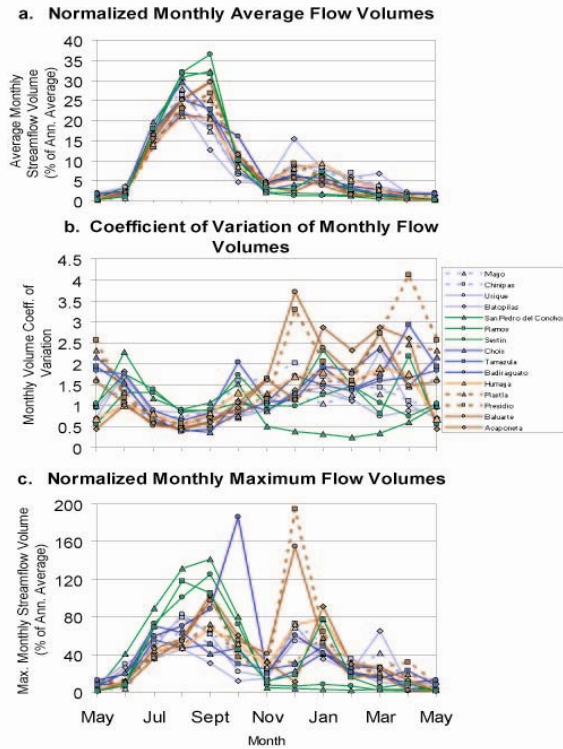 a. Normalized Monthly Average Flow Volumes
Average Monthly
Streamflow Volume
(% of Ann. Average)
40
35
30
25
20
15
10
5
0
b. Coefficient of Variation of Monthly Flow
Volumes
Monthly Volume Coeff. of
Variation
4.5
4
3.5
3
2.5
2
1.5
1
0.5
0
Mayo
Chinipas
Urique
Batopilas
San Pedro del Conchos
Ramos
Sestin
Choix
Tamazula
Badiraguato
Humaya
Piaxtla
Presidio
Baluarte
Acaponeta
c. Normalized Monthly Maximum Flow Volumes
Max. Monthly Streamflow Volume
(% of Ann. Average)
200
160
120
80
40
0
May
Jul
Sept
Nov
Jan
Mar
May
Month